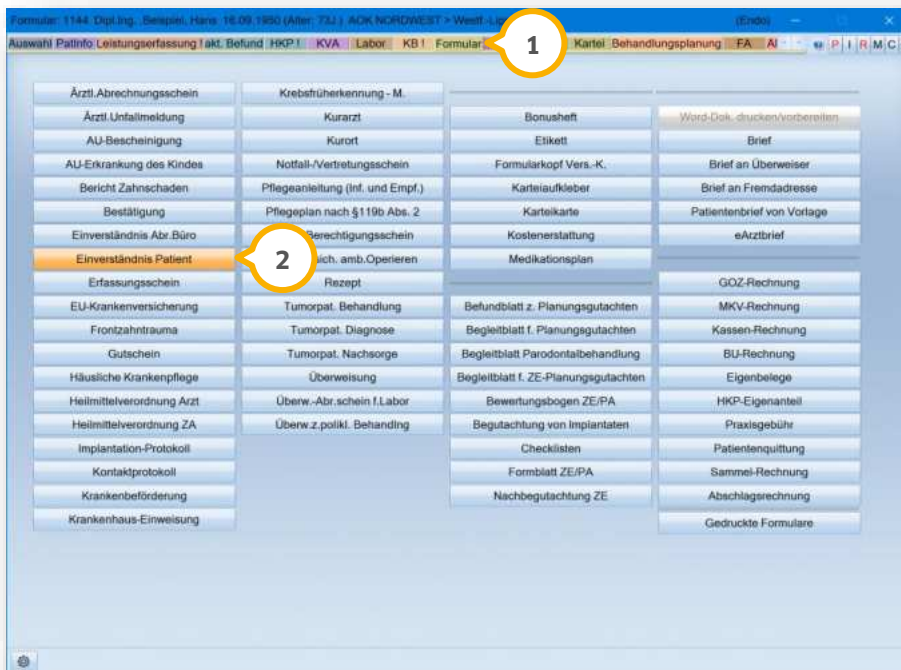 Formular: 1144. Dipl.Ing. ,Beispiel, Hans 16.09.1950 (Alter: 73J.) AOK NORDWEST > Westf.-Lip (Endo)
Auswahl PatInfo Leistungserfassung ! akt. Befund HKP ! KVA Labor KB ! Formular Kartei Behandlungsplanung FA P I R M C
1
Ärztl.Abrechnungsschein
Ärztl.Unfallmeldung
AU-Bescheinigung
AU-Erkrankung des Kindes
Bericht Zahnschaden
Bestätigung
Einverständnis Abr.Büro
Einverständnis Patient
2
Erfassungsschein
EU-Krankenversicherung
Frontzahntrauma
Gutschein
Häusliche Krankenpflege
Heilmittelverordnung Arzt
Heilmittelverordnung ZA
Implantation-Protokoll
Kontaktprotokoll
Krankenbeförderung
Krankenhaus-Einweisung
Krebsfrüherkennung - M.
Kurarzt
Kurort
Notfall-/Vertretungsschein
Pflegeanleitung (Inf. und Empf.)
Pflegeplan nach §119b Abs. 2
Berechtigungsschein
ich. amb.Operieren
Rezept
Tumorpat. Behandlung
Tumorpat. Diagnose
Tumorpat. Nachsorge
Überweisung
Überw.-Abr.schein f.Labor
Überw.z.polikl. Behandlng
Bonusheft
Etikett
Formularkopf Vers.-K.
Karteiaufkleber
Karteikarte
Kostenerstattung
Medikationsplan
Befundblatt z. Planungsgutachten
Begleitblatt f. Planungsgutachten
Begleitblatt Parodontalbehandlung
Begleitblatt f. ZE-Planungsgutachten
Bewertungsbogen ZE/PA
Begutachtung von Implantaten
Checklisten
Formblatt ZE/PA
Nachbegutachtung ZE
Word-Dok. drucken/vorbereiten
Brief
Brief an Überweiser
Brief an Fremdadresse
Patientenbrief von Vorlage
eArztbrief
GOZ-Rechnung
MKV-Rechnung
Kassen-Rechnung
BU-Rechnung
Eigenbelege
HKP-Eigenanteil
Praxisgebühr
Patientenquittung
Sammel-Rechnung
Abschlagsrechnung
Gedruckte Formulare